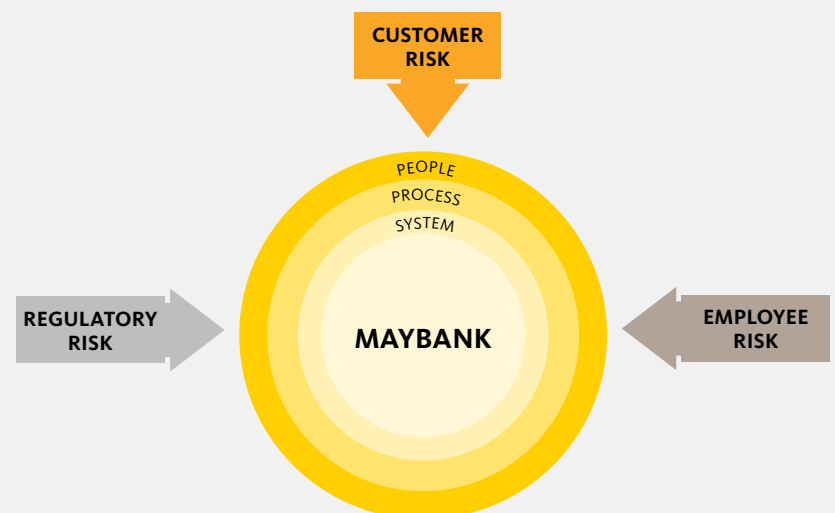 CUSTOMER
RISK
PEOPLE
PROCESS
SYSTEM
REGULATORY
RISK
MAYBANK
EMPLOYEE
RISK